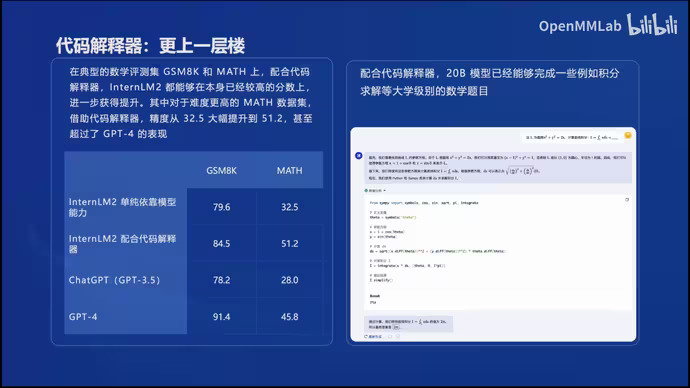 OpenMMLab bilibili
代码解释器：更上一层楼
在典型的数学评测集 GSM8K 和 MATH 上，配合代码
解释器，InternLM2 都能够在本身已经较高的分数上，
进一步获得提升。其中对于难度更高的 MATH 数据集，
借助代码解释器，精度从 32.5 大幅提升到 51.2，甚至
超过了 GPT-4 的表现
GSM8K MATH
InternLM2 单纯依靠模型
能力 79.6 32.5
InternLM2 配合代码解释
器 84.5 51.2
ChatGPT（GPT-3.5） 78.2 28.0
GPT-4 91.4 45.8
配合代码解释器，20B 模型已经能够完成一些例如积分
求解等大学级别的数学题目
from sympy import symbols, cos, sin, sqrt, pi, integrate
theta = symbols('theta')
x = 1 + cos(theta)
y = sin(theta)
I.simplify()